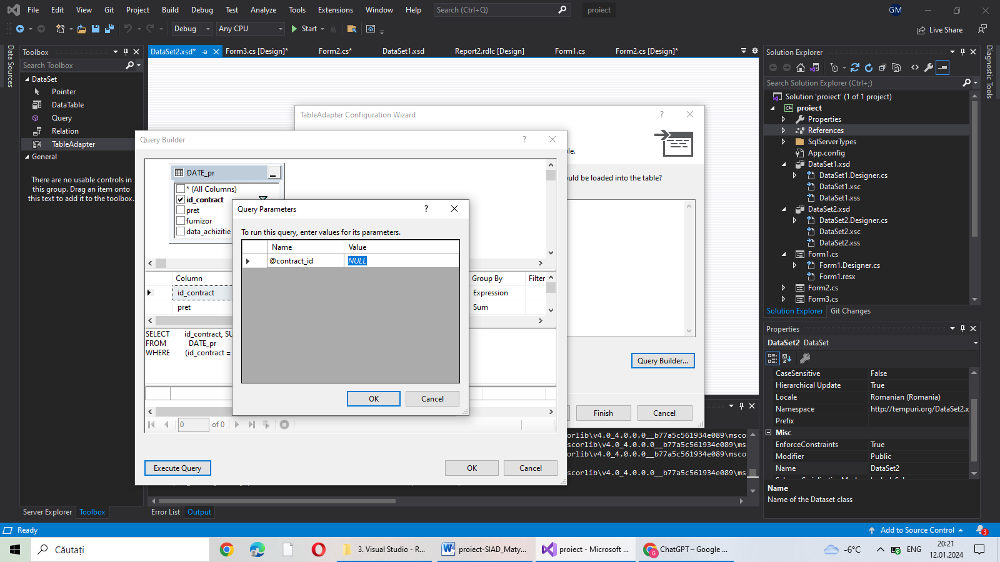 File Edit View Git Project Build Debug Test Analyze Tools Extensions Window Help Search (Ctrl+Q) proiect GM
Debug Any CPU Start Live Share
Data Sources
Toolbox
Search Toolbox
DataSet
Pointer
DataTable
Query
Relation
TableAdapter
General
There are no usable controls in
this group. Drag an item onto
this text to add it to the toolbox.
Server Explorer Toolbox
DataSet2.xsd* Form3.cs [Design]* Form2.cs* DataSet1.xsd Report2.rdlc [Design] Form1.cs Form2.cs [Design]*
TableAdapter Configuration Wizard ?
ble.
ould be loaded into the table?
Query Builder...
Finish Cancel
Query Builder ?
DATE_pr
* (All Columns)
id_contract
pret
furnizor
data_achizitie
Column Group By Filter
id_contract Expression
pret Sum
SELECT id_contract, SU
FROM DATE_pr
WHERE (id_contract =
0 of 0
Execute Query OK Cancel
Query Parameters ?
To run this query, enter values for its parameters.
Name Value
@contract_id NULL
OK Cancel
orlib\v4.0_4.0.0.0__b77a5c561934e089\msco
scorlib\v4.0_4.0.0.0__b77a5c561934e089\ms
corlib\v4.0_4.0.0.0__b77a5c561934e089\msco
scorlib\v4.0_4.0.0.0__b77a5c561934e089\ms
Error List Output
Solution Explorer
Search Solution Explorer (Ctrl+;)
Solution 'proiect' (1 of 1 project)
proiect
Properties
References
SqlServerTypes
App.config
DataSet1.xsd
DataSet1.Designer.cs
DataSet1.xsc
DataSet1.xss
DataSet2.xsd
DataSet2.Designer.cs
DataSet2.xsc
DataSet2.xss
Form1.cs
Form1.Designer.cs
Form1.resx
Form2.cs
Form3.cs
Solution Explorer Git Changes
Diagnostic Tools
Properties
DataSet2 DataSet
CaseSensitive False
Hierarchical Update True
Locale Romanian (Romania)
Namespace http://tempuri.org/DataSet2.x
Prefix
Misc
EnforceConstraints True
Modifier Public
Name DataSet2
Name
Name of the Dataset class
Ready Add to Source Control 3
Căutați 3. Visual Studio - R... proiect-SIAD_Maty... proiect - Microsoft ... G ChatGPT – Google ... -6°C ENG 20:21
12.01.2024